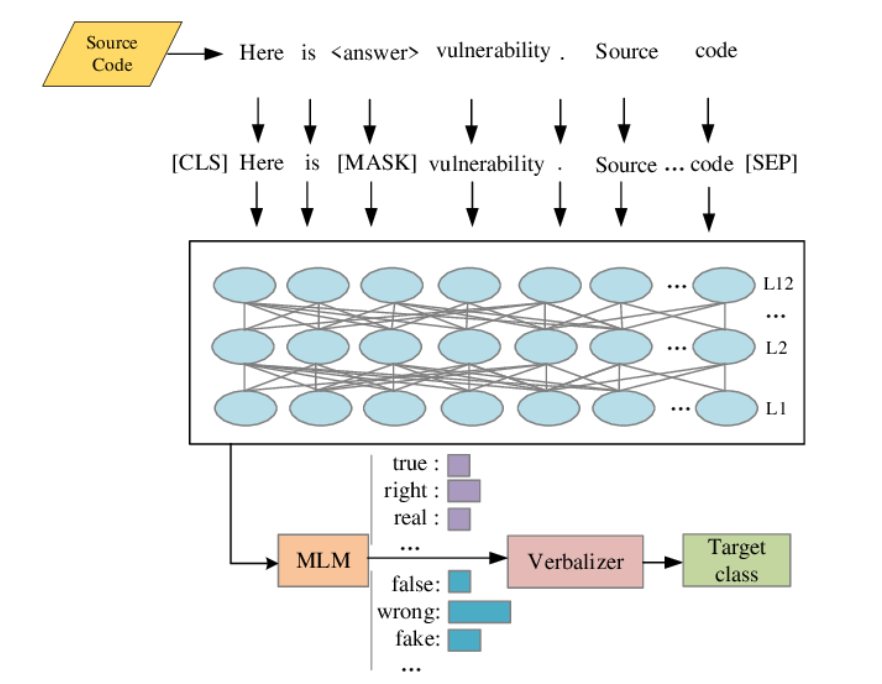 Source
Code
Here is <answer> vulnerability . Source code
[CLS] Here is [MASK] vulnerability . Source ... code [SEP]
... L12
...
... L2
... L1
true :
right :
real :
...
MLM
Verbalizer
Target
class
false:
wrong:
fake:
...